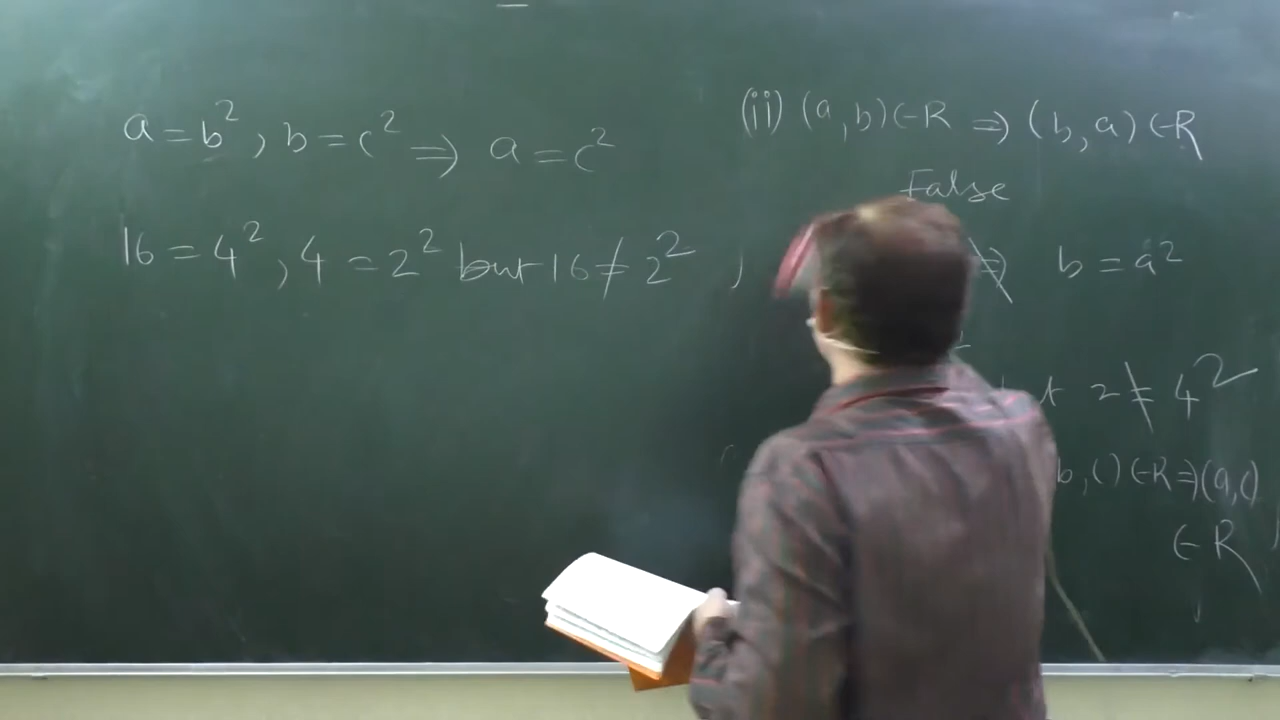 a = b², b = c² ⇒ a = c²
16 = 4², 4 = 2² but 16 ≠ 2²
(ii) (a,b) ∈ R ⇒ (b,a) ∈ R
False
⇏ b = a²
2 ≠ 4²
b,c) ∈ R ⇒ (a,c)
∈ R